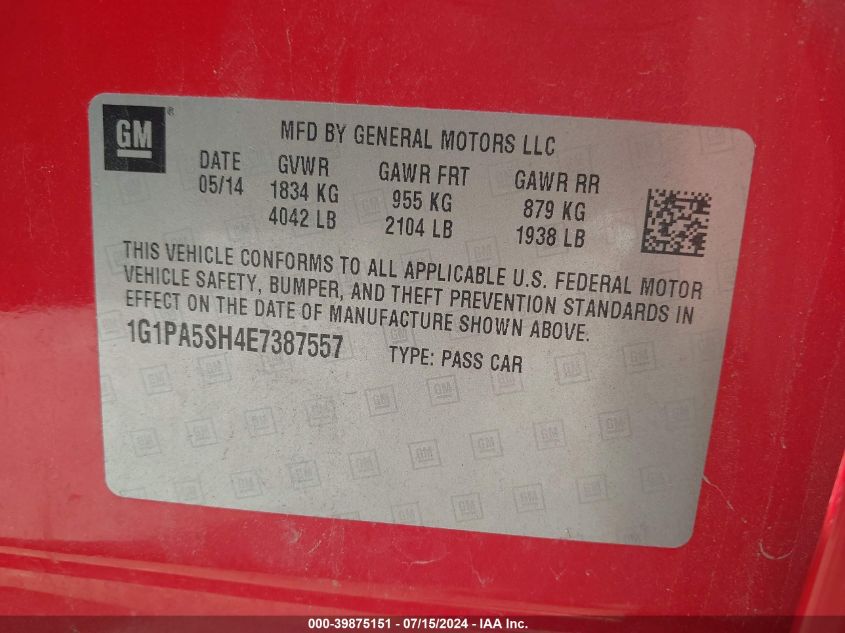 GM®
MFD BY GENERAL MOTORS LLC
DATE GVWR GAWR FRT GAWR RR
05/14 1834 KG 955 KG 879 KG
4042 LB 2104 LB 1938 LB
THIS VEHICLE CONFORMS TO ALL APPLICABLE U.S. FEDERAL MOTOR
VEHICLE SAFETY, BUMPER, AND THEFT PREVENTION STANDARDS IN
EFFECT ON THE DATE OF MANUFACTURE SHOWN ABOVE.
1G1PA5SH4E7387557 TYPE: PASS CAR
000-39875151 - 07/15/2024 - IAA Inc.